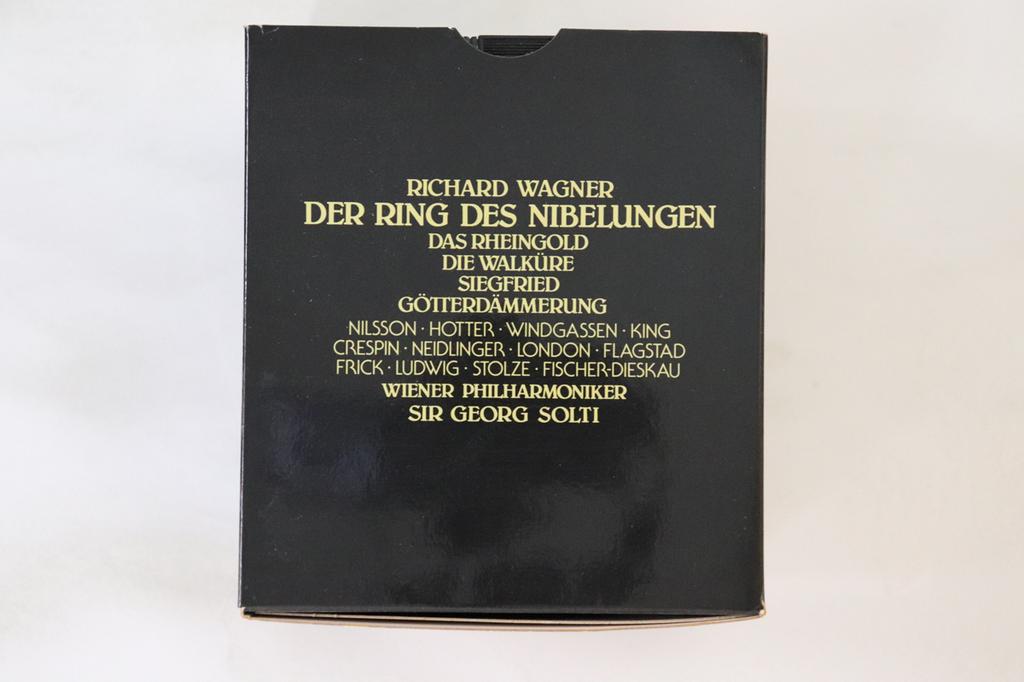 RICHARD WAGNER
DER RING DES NIBELUNGEN
DAS RHEINGOLD
DIE WALKÜRE
SIEGFRIED
GÖTTERDÄMMERUNG
NILSSON · HOTTER · WINDGASSEN · KING
CRESPIN · NEIDLINGER · LONDON · FLAGSTAD
FRICK · LUDWIG · STOLZE · FISCHER-DIESKAU
WIENER PHILHARMONIKER
SIR GEORG SOLTI